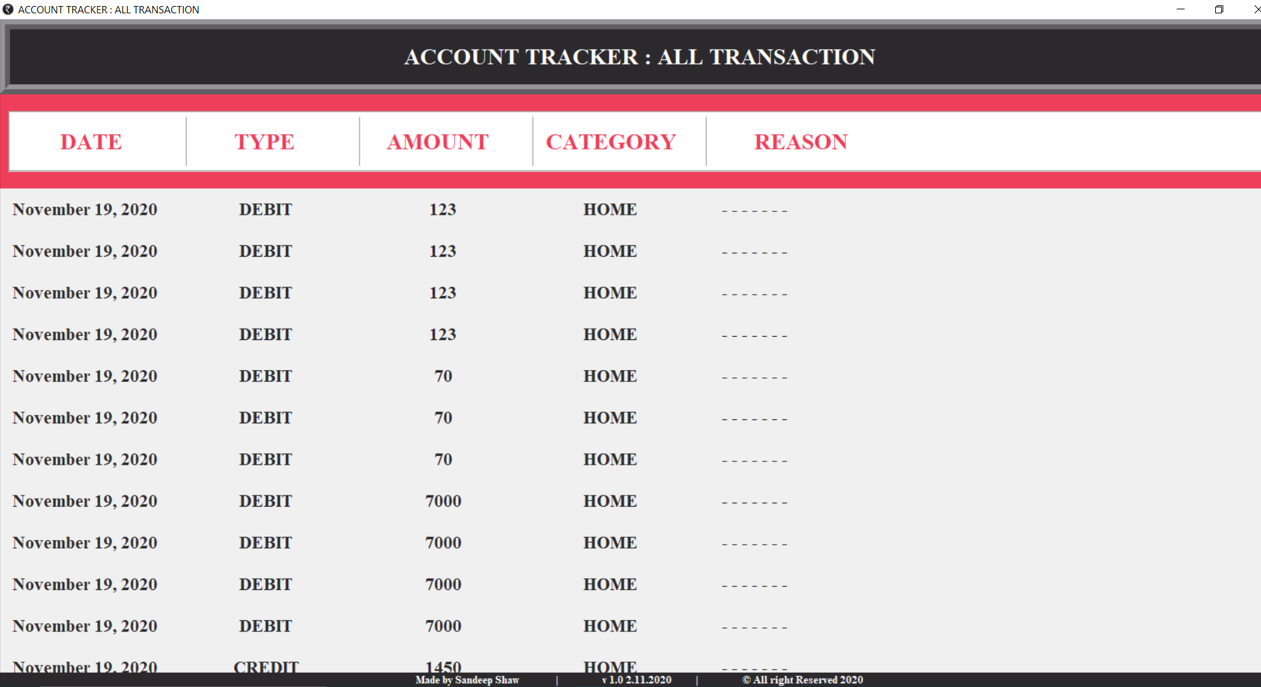 ACCOUNT TRACKER : ALL TRANSACTION
ACCOUNT TRACKER : ALL TRANSACTION
DATE TYPE AMOUNT CATEGORY REASON
November 19, 2020 DEBIT 123 HOME - - - - - - -
November 19, 2020 DEBIT 123 HOME - - - - - - -
November 19, 2020 DEBIT 123 HOME - - - - - - -
November 19, 2020 DEBIT 123 HOME - - - - - - -
November 19, 2020 DEBIT 70 HOME - - - - - - -
November 19, 2020 DEBIT 70 HOME - - - - - - -
November 19, 2020 DEBIT 70 HOME - - - - - - -
November 19, 2020 DEBIT 7000 HOME - - - - - - -
November 19, 2020 DEBIT 7000 HOME - - - - - - -
November 19, 2020 DEBIT 7000 HOME - - - - - - -
November 19, 2020 DEBIT 7000 HOME - - - - - - -
November 19, 2020 CREDIT 1450 HOME - - - - - - -
Made by Sandeep Shaw | v 1.0 2.11.2020 | © All right Reserved 2020